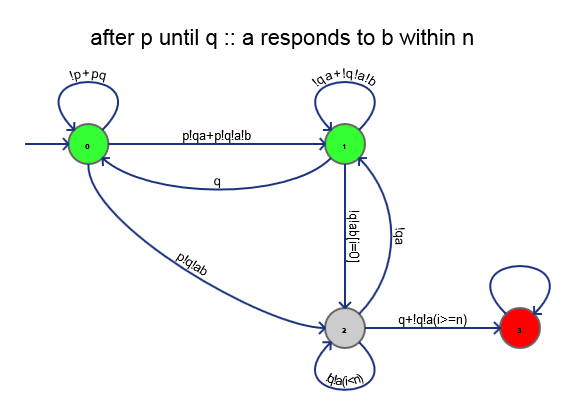 after p until q :: a responds to b within n
!p+pq
!qa+!q!a!b
0
p!qa+p!q!a!b
1
q
p!q!ab
!q!ab[i=0]
!qa
2
q+!q!a(i>=n)
3
!q!a(i<n)